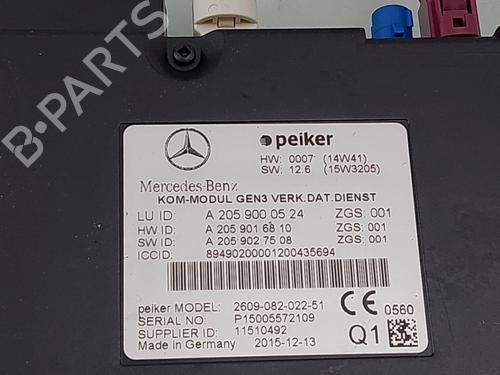 peiker
HW: 0007 (14W41)
SW: 12.6 (15W3205)
Mercedes-Benz
KOM-MODUL GEN3 VERK.DAT.DIENST
LU ID: A 205 900 05 24 ZGS: 001
HW ID: A 205 901 68 10 ZGS: 001
SW ID: A 205 902 75 08 ZGS: 001
ICCID: 89490200001200435694
peiker MODEL: 2609-082-022-51
SERIAL NO: P15005572109
SUPPLIER ID: 11510492
Made in Germany 2015-12-13
CE 0560
Q1
B-PARTS